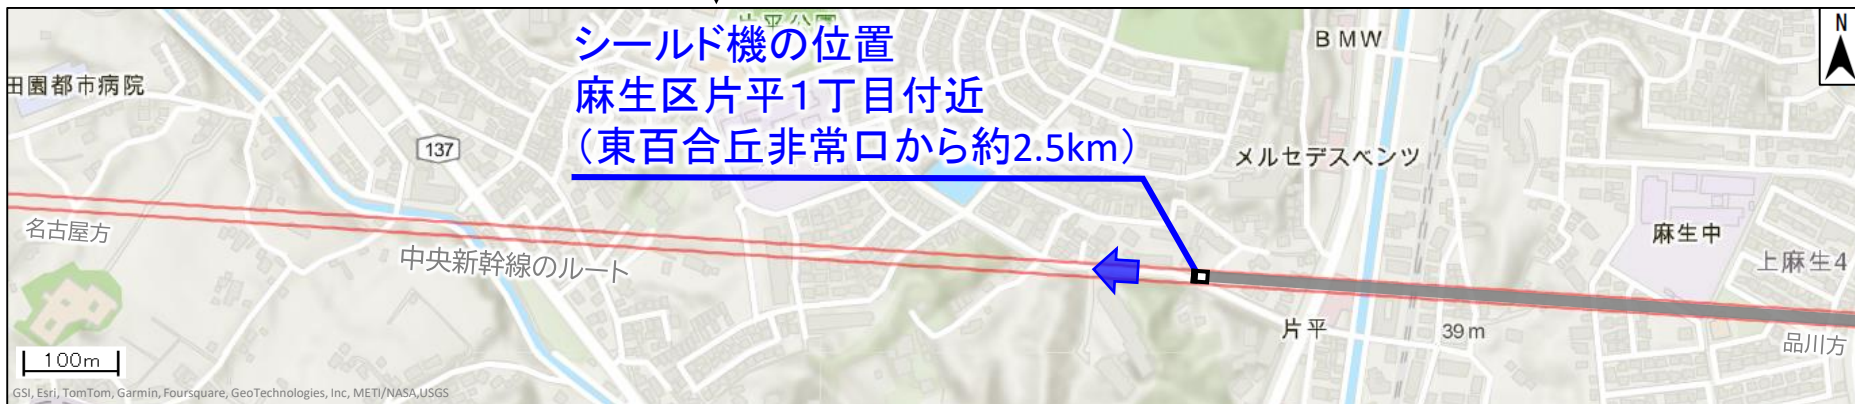 片平公園
シールド機の位置
麻生区片平1丁目付近
（東百合丘非常口から約2.5km）
BMW
N
田園都市病院
137
メルセデスベンツ
名古屋方
中央新幹線のルート
麻生中
上麻生4
片平
39m
品川方
100m
GSI, Esri, TomTom, Garmin, Foursquare, GeoTechnologies, Inc, METI/NASA,USGS